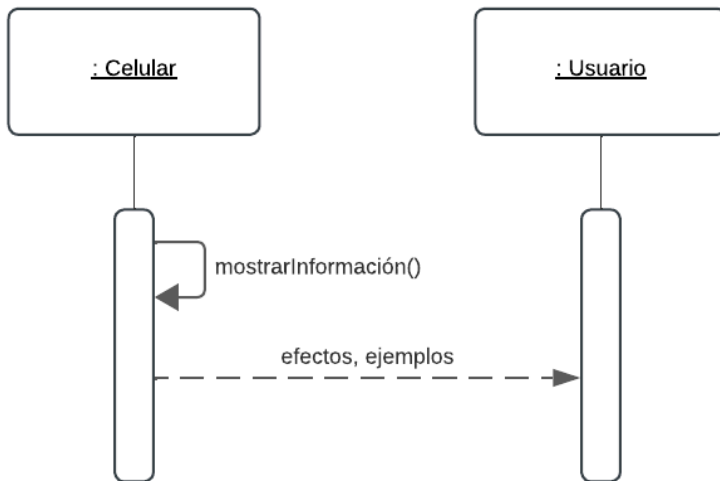 : Celular
: Usuario
mostrarInformación()
efectos, ejemplos